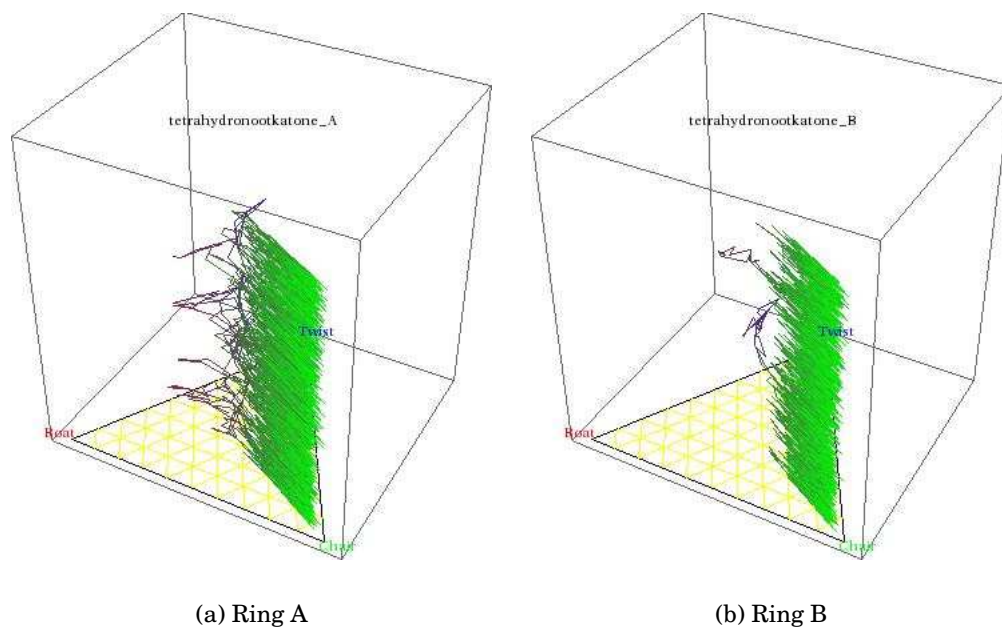 tetrahydronootkatone_A
Twist
Boat
Chair
(a) Ring A
tetrahydronootkatone_B
Twist
Boat
Chair
(b) Ring B